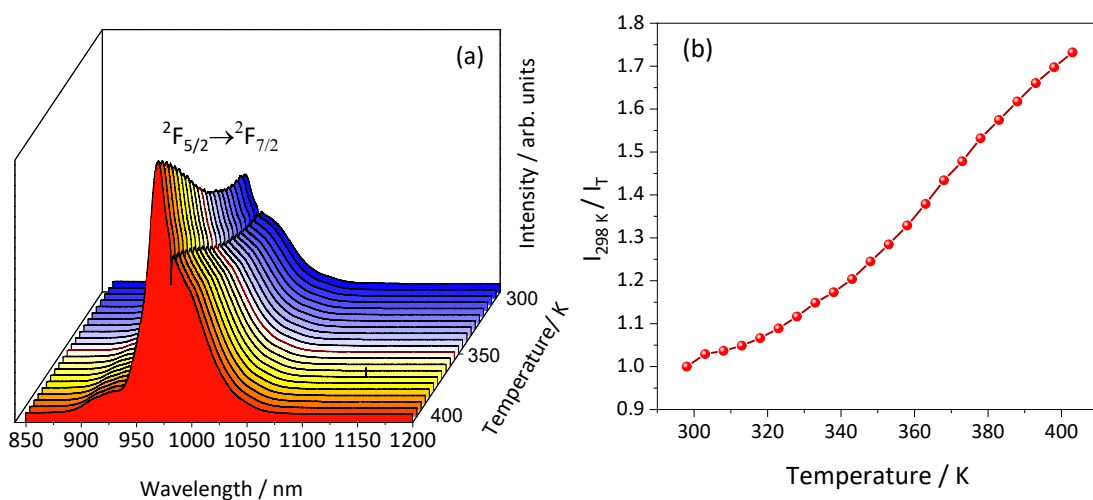 (a)
²F₅/₂→²F₇/₂
Intensity / arb. units
300
350
400
Temperature/ K
850 900 950 1000 1050 1100 1150 1200
Wavelength / nm
(b)
1.8
1.7
1.6
1.5
1.4
1.3
1.2
1.1
1.0
0.9
I₂₉₈ K / I_T
300 320 340 360 380 400
Temperature / K